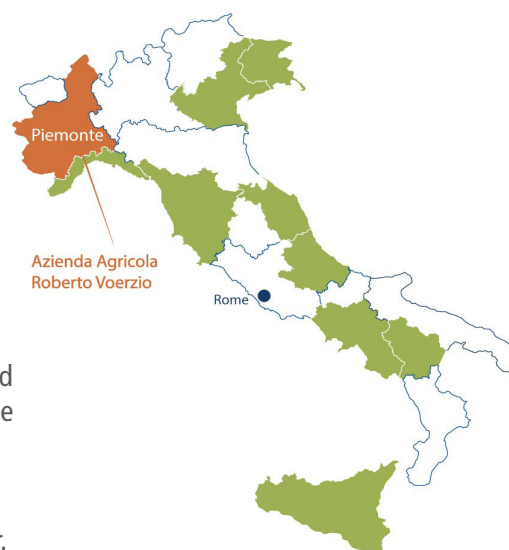 Piemonte
Azienda Agricola
Roberto Voerzio
Rome
d
e
r.